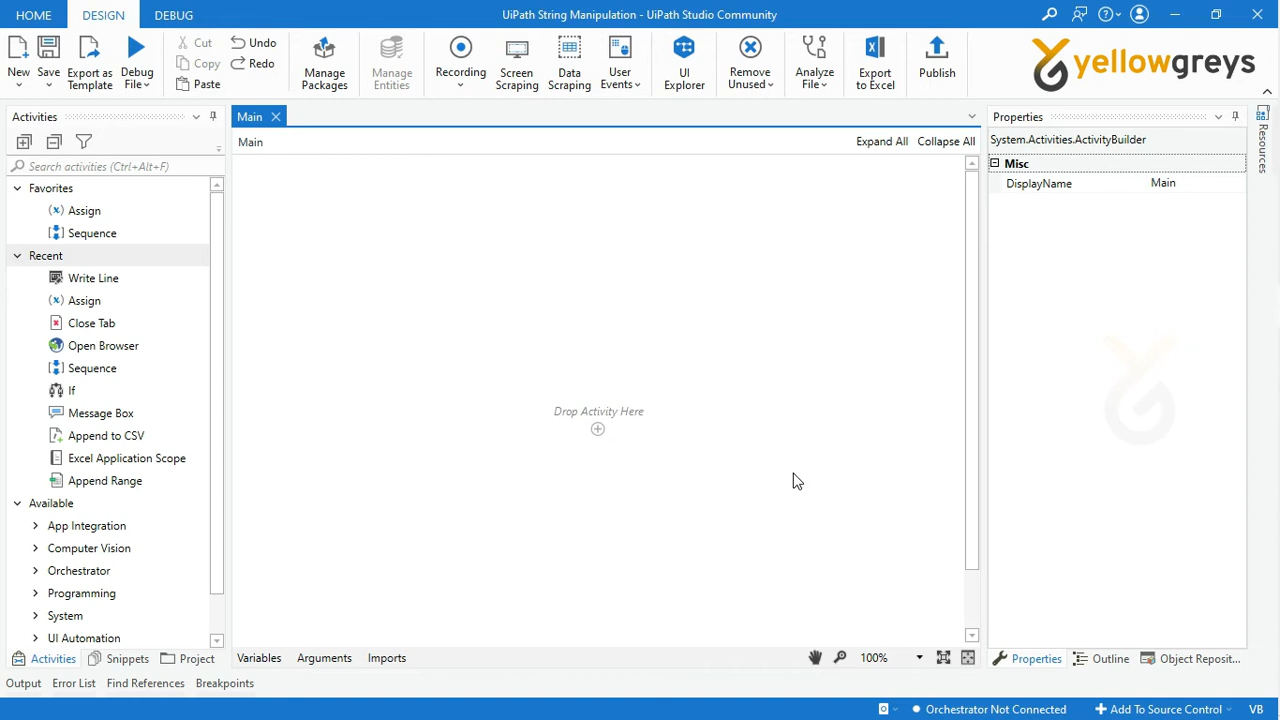 HOME DESIGN DEBUG UiPath String Manipulation - UiPath Studio Community
New Save Export as Template Debug File Cut Copy Paste Undo Redo Manage Packages Manage Entities Recording Screen Scraping Data Scraping User Events UI Explorer Remove Unused Analyze File Export to Excel Publish yellowgreys
Activities
Search activities (Ctrl+Alt+F)
Favorites
Assign
Sequence
Recent
Write Line
Assign
Close Tab
Open Browser
Sequence
If
Message Box
Append to CSV
Excel Application Scope
Append Range
Available
App Integration
Computer Vision
Orchestrator
Programming
System
UI Automation
Activities Snippets Project
Main
Main Expand All Collapse All
Drop Activity Here
Variables Arguments Imports 100%
Properties
System.Activities.ActivityBuilder
Misc
DisplayName Main
Resources
Properties Outline Object Reposit...
Output Error List Find References Breakpoints
Orchestrator Not Connected Add To Source Control VB